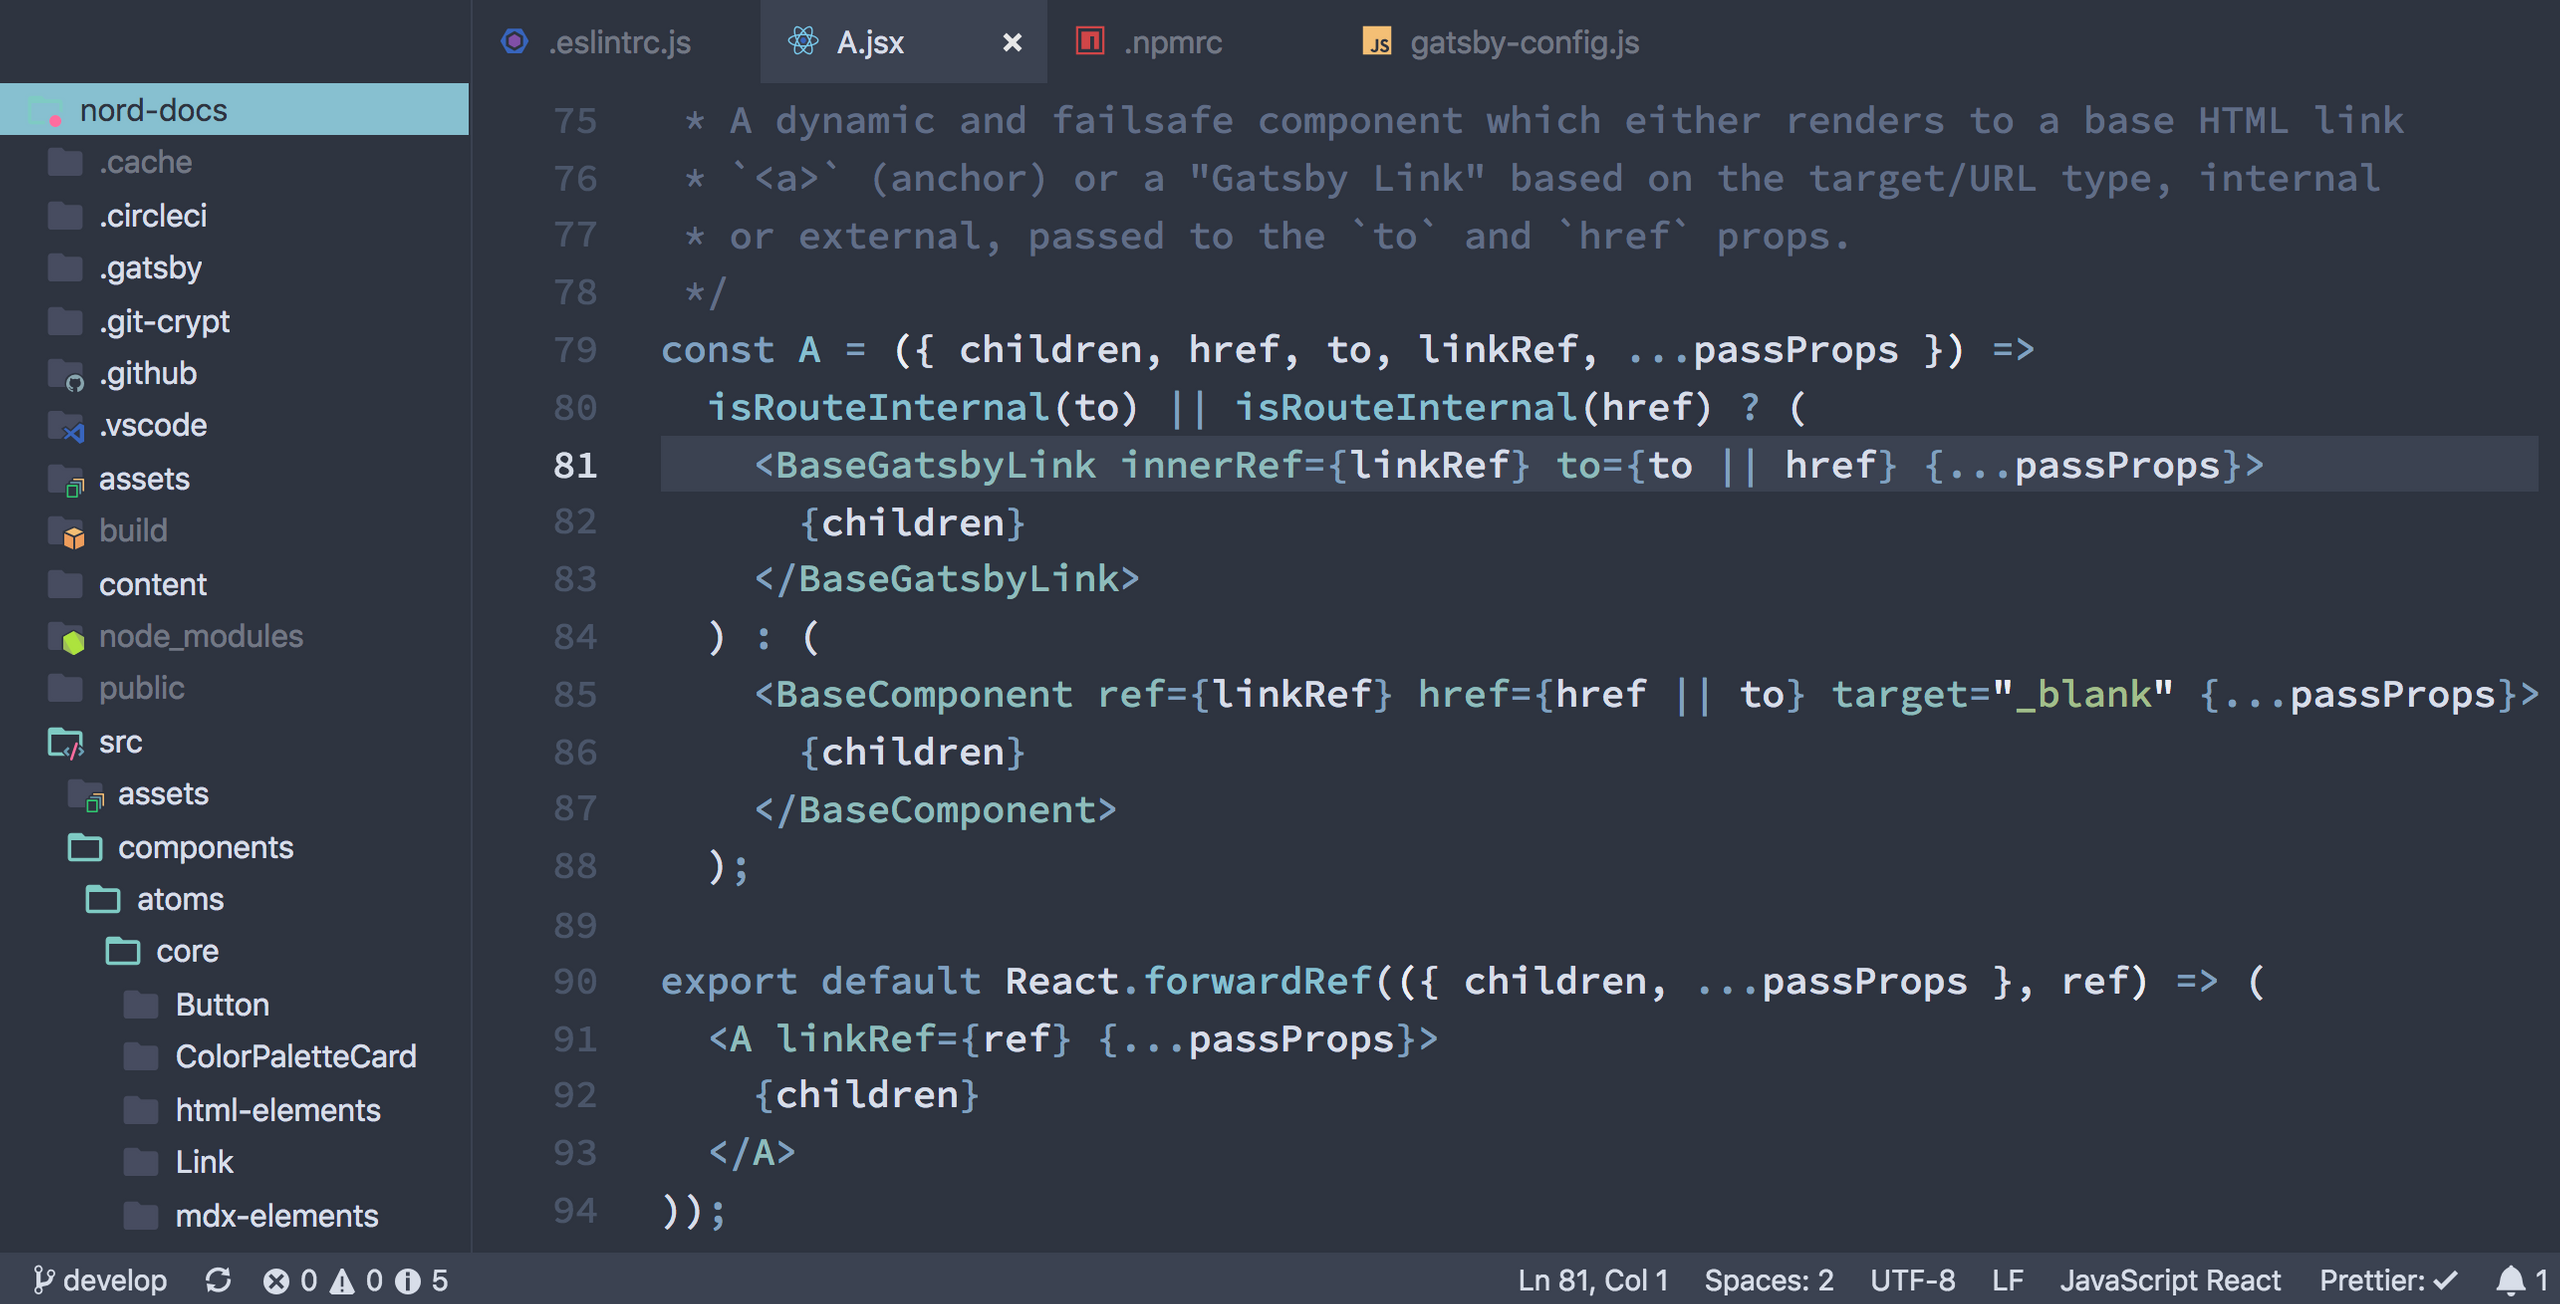 .eslintrc.js
A.jsx
.npmrc
JS gatsby-config.js
nord-docs
.cache
.circleci
.gatsby
.git-crypt
.github
.vscode
assets
build
content
node_modules
public
src
assets
components
atoms
core
Button
ColorPaletteCard
html-elements
Link
mdx-elements
75 * A dynamic and failsafe component which either renders to a base HTML link
76 * `<a>` (anchor) or a "Gatsby Link" based on the target/URL type, internal
77 * or external, passed to the `to` and `href` props.
78 */
79 const A = ({ children, href, to, linkRef, ...passProps }) =>
80 isRouteInternal(to) || isRouteInternal(href) ? (
81 <BaseGatsbyLink innerRef={linkRef} to={to || href} {...passProps}>
82 {children}
83 </BaseGatsbyLink>
84 ) : (
85 <BaseComponent ref={linkRef} href={href || to} target="_blank" {...passProps}>
86 {children}
87 </BaseComponent>
88 );
89
90 export default React.forwardRef(({ children, ...passProps }, ref) => (
91 <A linkRef={ref} {...passProps}>
92 {children}
93 </A>
94 ));
develop 0 0 5
Ln 81, Col 1 Spaces: 2 UTF-8 LF JavaScript React Prettier: ✓ 1